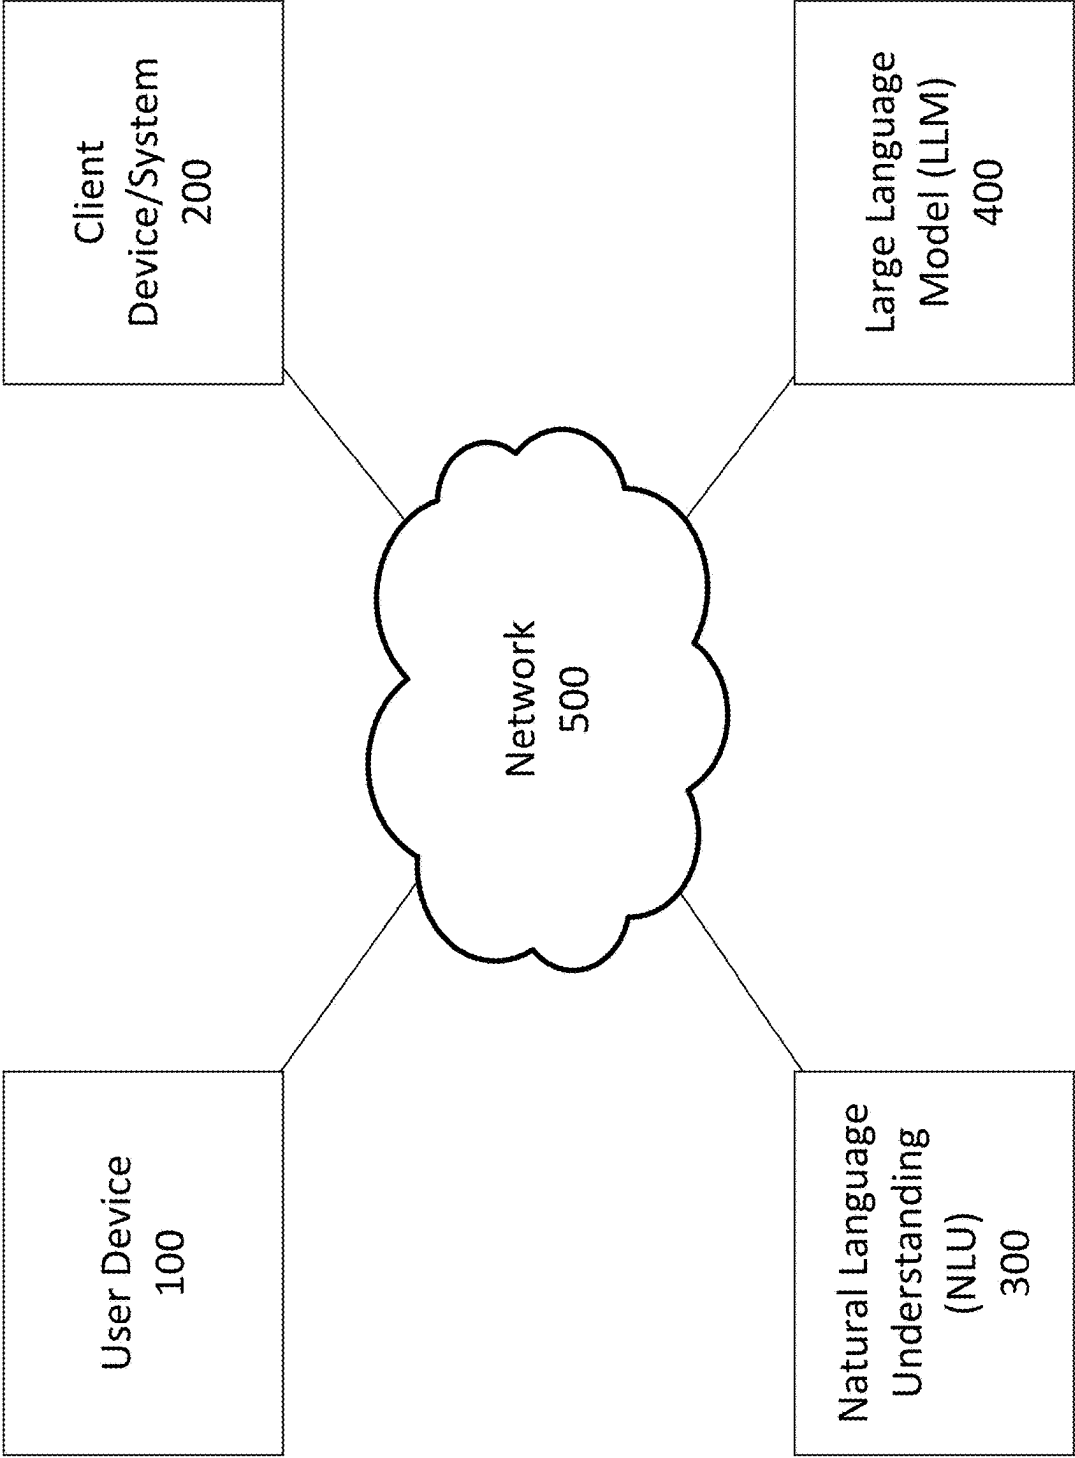 User Device
100
Client
Device/System
200
Network
500
Natural Language
Understanding
(NLU)
300
Large Language
Model (LLM)
400